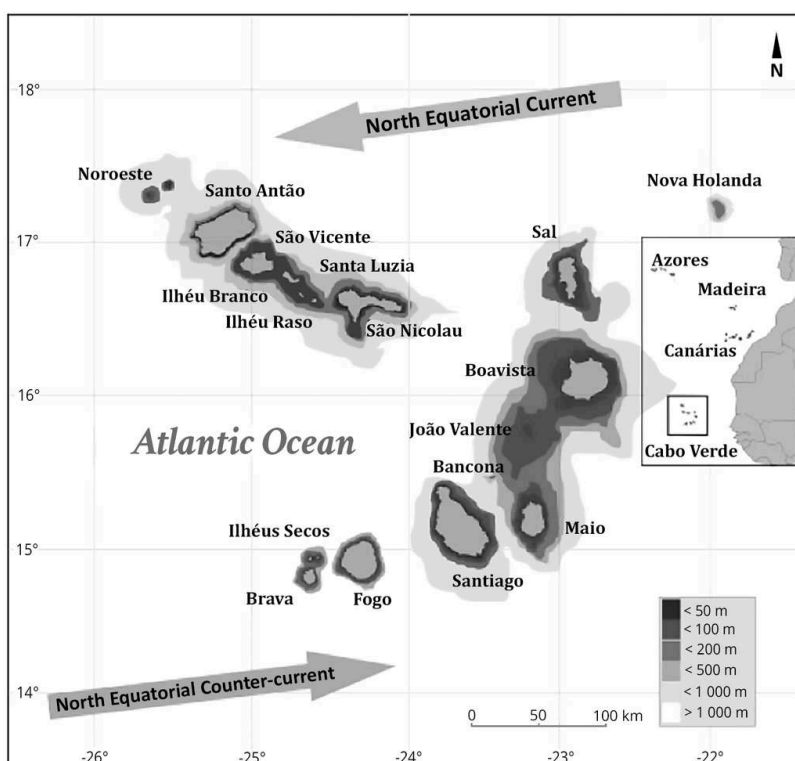 N
18°
North Equatorial Current
Noroeste
Santo Antão
Nova Holanda
17°
São Vicente
Sal
Santa Luzia
Azores
Madeira
Ilhéu Branco
Ilhéu Raso
São Nicolau
Canárias
Boavista
16°
Atlantic Ocean
João Valente
Cabo Verde
Bancona
Ilhéus Secos
Maio
15°
Santiago
Brava
Fogo
< 50 m
< 100 m
< 200 m
< 500 m
< 1 000 m
> 1 000 m
North Equatorial Counter-current
14°
0 50 100 km
-26° -25° -24° -23° -22°